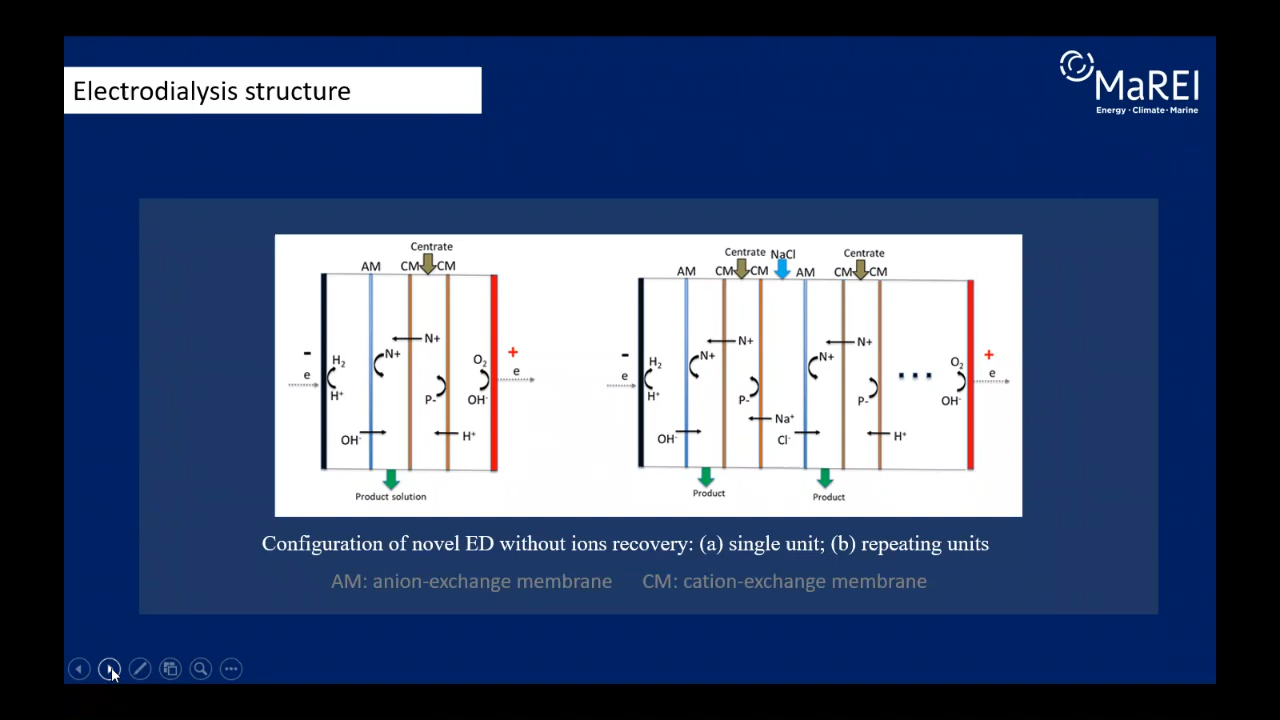 Electrodialysis structure
MaREI
Energy · Climate · Marine
Centrate
AM CM CM
N+
N+
H₂
O₂
- e
+ e
H⁺
P-
OH⁻
OH⁻
H⁺
Product solution
Centrate NaCl Centrate
AM CM CM AM CM CM
N+ N+
N+ N+
H₂
O₂
- e
+ e
...
H⁺
P- P-
OH⁻
Na⁺
OH⁻
Cl⁻
H⁺
Product Product
Configuration of novel ED without ions recovery: (a) single unit; (b) repeating units
AM: anion-exchange membrane CM: cation-exchange membrane